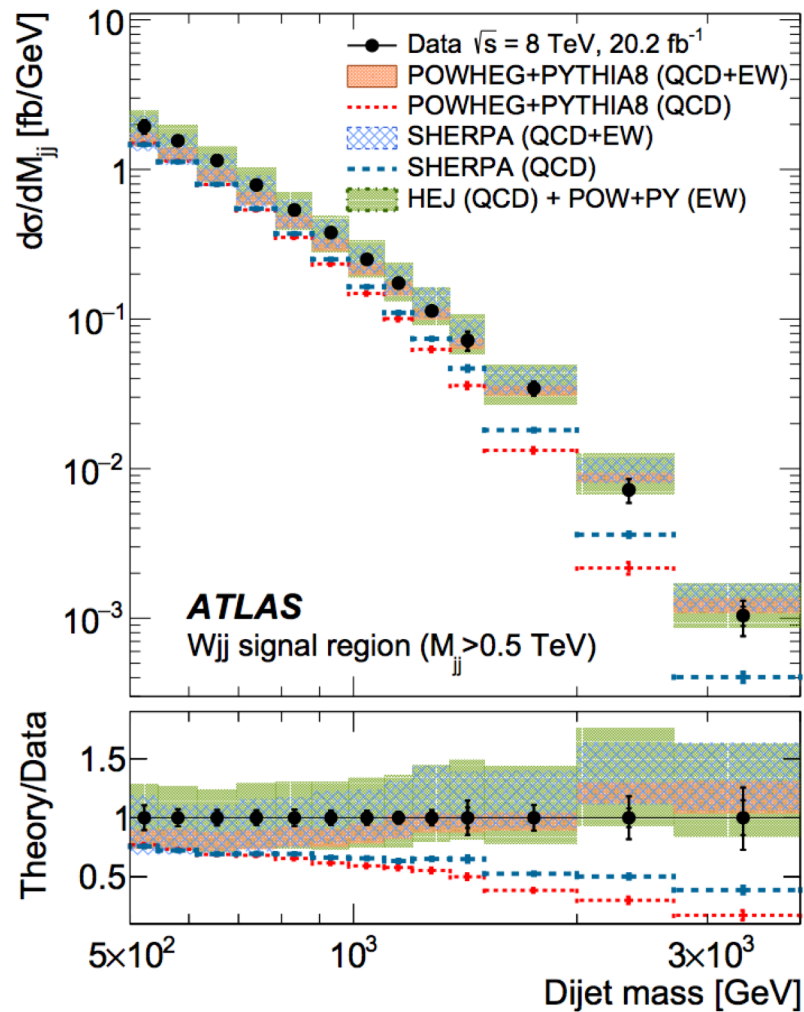 10
Data √s = 8 TeV, 20.2 fb⁻¹
POWHEG+PYTHIA8 (QCD+EW)
POWHEG+PYTHIA8 (QCD)
SHERPA (QCD+EW)
SHERPA (QCD)
HEJ (QCD) + POW+PY (EW)
dσ/dMjj [fb/GeV]
1
10⁻¹
10⁻²
10⁻³
ATLAS
Wjj signal region (Mjj>0.5 TeV)
Theory/Data
1.5
1
0.5
5×10² 10³ 3×10³
Dijet mass [GeV]